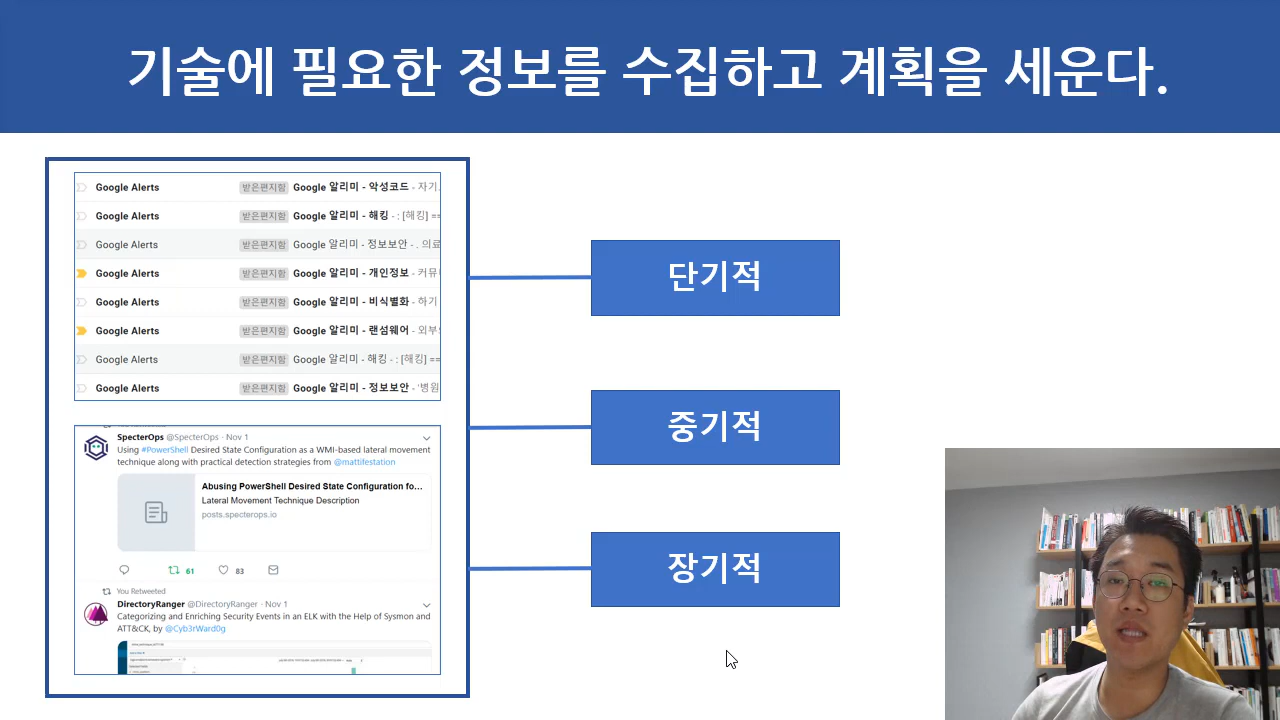 기술에 필요한 정보를 수집하고 계획을 세운다.
Google Alerts 받은편지함 Google 알리미 - 악성코드 - 자기.
Google Alerts 받은편지함 Google 알리미 - 해킹 - : [해킹] ==
Google Alerts 받은편지함 Google 알리미 - 정보보안 - . 의료
Google Alerts 받은편지함 Google 알리미 - 개인정보 - 커뮤
Google Alerts 받은편지함 Google 알리미 - 비식별화 - 하기
Google Alerts 받은편지함 Google 알리미 - 랜섬웨어 - 외부
Google Alerts 받은편지함 Google 알리미 - 해킹 - : [해킹] ==
Google Alerts 받은편지함 Google 알리미 - 정보보안 - '병원
SpecterOps @SpecterOps · Nov 1
Using #PowerShell Desired State Configuration as a WMI-based lateral movement
technique along with practical detection strategies from @mattifestation
Abusing PowerShell Desired State Configuration fo...
Lateral Movement Technique Description
posts.specterops.io
61 83
You Retweeted
DirectoryRanger @DirectoryRanger · Nov 1
Categorizing and Enriching Security Events in an ELK with the Help of Sysmon and
ATT&CK, by @Cyb3rWard0g
단기적
중기적
장기적